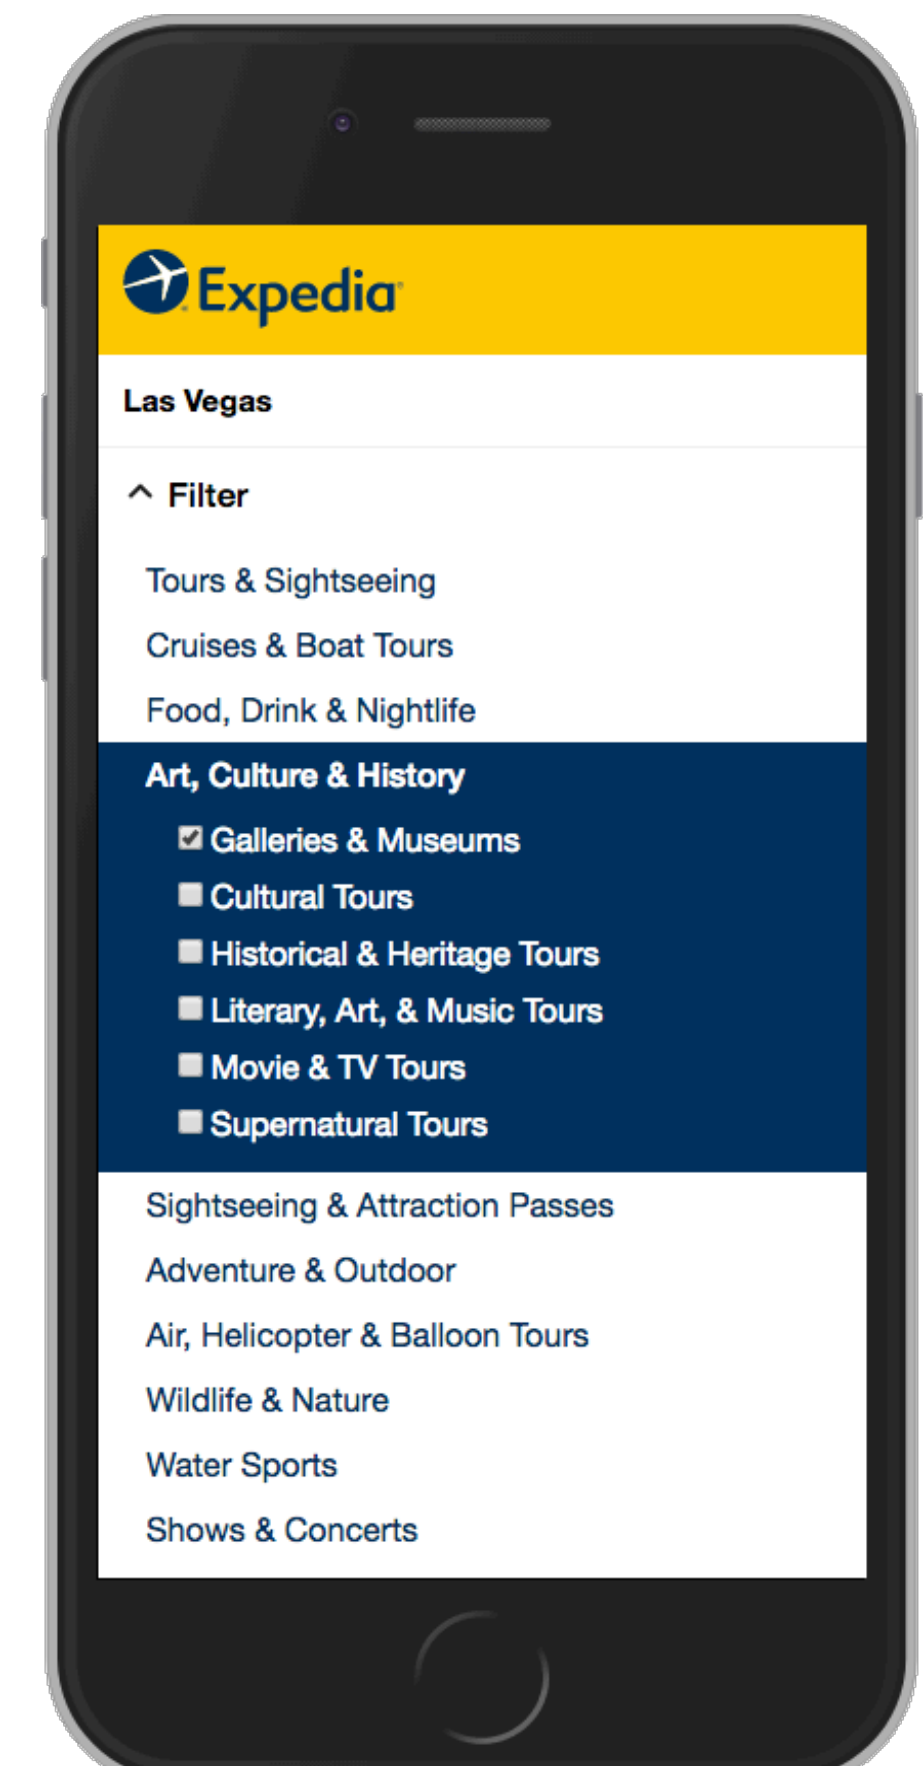 Expedia
Las Vegas
Filter
Tours & Sightseeing
Cruises & Boat Tours
Food, Drink & Nightlife
Art, Culture & History
Galleries & Museums
Cultural Tours
Historical & Heritage Tours
Literary, Art, & Music Tours
Movie & TV Tours
Supernatural Tours
Sightseeing & Attraction Passes
Adventure & Outdoor
Air, Helicopter & Balloon Tours
Wildlife & Nature
Water Sports
Shows & Concerts